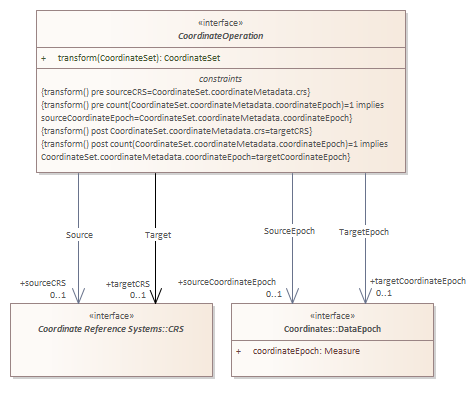 «interface»
CoordinateOperation
+ transform(CoordinateSet): CoordinateSet
constraints
{transform() pre sourceCRS=CoordinateSet.coordinateMetadata.crs}
{transform() pre count(CoordinateSet.coordinateMetadata.coordinateEpoch)=1 implies
sourceCoordinateEpoch=CoordinateSet.coordinateMetadata.coordinateEpoch}
{transform() post CoordinateSet.coordinateMetadata.crs=targetCRS}
{transform() post count(CoordinateSet.coordinateMetadata.coordinateEpoch)=1 implies
CoordinateSet.coordinateMetadata.coordinateEpoch=targetCoordinateEpoch}
Source
Target
SourceEpoch
TargetEpoch
+sourceCRS
0..1
+targetCRS
0..1
+sourceCoordinateEpoch
0..1
+targetCoordinateEpoch
0..1
«interface»
Coordinate Reference Systems::CRS
«interface»
Coordinates::DataEpoch
+ coordinateEpoch: Measure